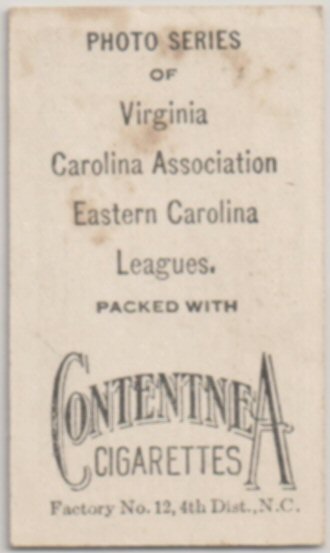 PHOTO SERIES
OF
Virginia
Carolina Association
Eastern Carolina
Leagues.
PACKED WITH
CONTENTNEA
CIGARETTES
Factory No. 12, 4th Dist., N.C.